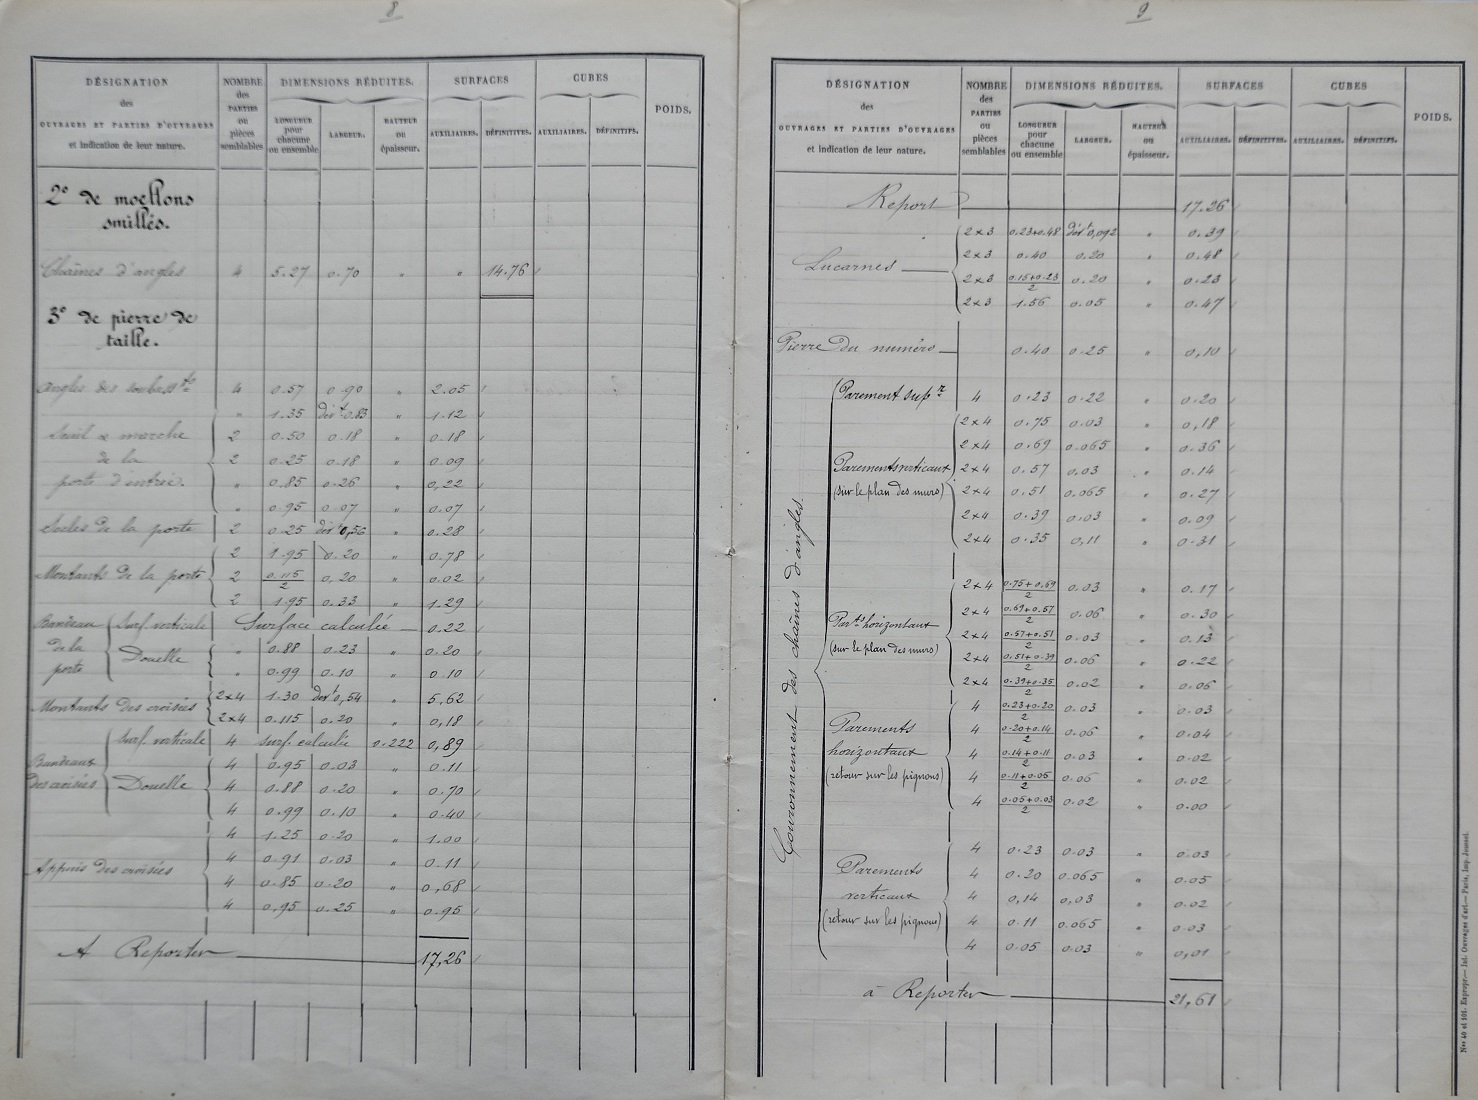 8
DÉSIGNATION
des
OUVRAGES ET PARTIES D'OUVRAGES
et indication de leur nature.
NOMBRE
des
PARTIES
ou
pièces
semblables
DIMENSIONS RÉDUITES.
LONGUEUR
pour
chacune
ou ensemble
LARGEUR.
HAUTEUR
ou
épaisseur.
SURFACES
AUXILIAIRES.
DÉFINITIVES.
CUBES
AUXILIAIRES.
DÉFINITIFS.
POIDS.
2° de moellons
smillés.
Chaînes d'angles 4 5.27 0.70 " " 14.76
3° de pierre de
taille.
Angles des soubasst. 4 0.57 0.90 " 2.05
" 1.35 devt 0.83 " 1.12
Seuil & marche 2 0.50 0.18 " 0.18
de la 2 0.25 0.18 " 0.09
porte d'entrée. " 0.85 0.26 " 0,22
" 0.95 0.07 " 0.07
Socles de la porte 2 0.25 devt 0,56 " 0.28
2 1.95 0.20 " 0.78
Montants de la porte 2 0.115/2 0.20 " 0.02
2 1.95 0.33 " 1.29
Bandeau Surf. verticale Surface calculée 0.22
de la Douelle " 0.88 0.23 " 0.20
porte " 0.99 0.10 " 0.10
Montants des croisées 2×4 1.30 devt 0,54 " 5,62
2×4 0.115 0.20 " 0,18
Surf. verticale 4 surf. calculée 0.222 0,89
Bandeaux 4 0.95 0.03 " 0.11
des croisées Douelle 4 0.88 0.20 " 0.70
4 0.99 0.10 " 0.40
4 1.25 0.20 " 1.00
Appuis des croisées 4 0.91 0.03 " 0.11
4 0.85 0.20 " 0,68
4 0,95 0.25 " 0.95
A Reporter 17,26
9
DÉSIGNATION
des
OUVRAGES ET PARTIES D'OUVRAGES
et indication de leur nature.
NOMBRE
des
PARTIES
ou
pièces
semblables
DIMENSIONS RÉDUITES.
LONGUEUR
pour
chacune
ou ensemble
LARGEUR.
HAUTEUR
ou
épaisseur.
SURFACES
AUXILIAIRES.
DÉFINITIVES.
CUBES
AUXILIAIRES.
DÉFINITIFS.
POIDS.
Report 17.26
2×3 0.23+0.48 devt 0,092 " 0.39
Lucarnes 2×3 0.40 0.20 " 0.48
2×3 0.15+0.23/2 0.20 " 0.23
2×3 1.56 0.05 " 0.47
Pierre du numéro 0.40 0.25 " 0,10
Couronnement des chaînes d'angles.
Parement supr. 4 0.23 0.22 " 0.20
2×4 0.75 0.03 " 0,18
2×4 0.69 0.065 " 0.36
Parements verticaux 2×4 0.57 0.03 " 0.14
(sur le plan des murs) 2×4 0.51 0.065 " 0.27
2×4 0.39 0.03 " 0.09
2×4 0.35 0,11 " 0.31
2×4 0.75+0.69/2 0.03 " 0.17
2×4 0.69+0.57/2 0.06 " 0.30
Parts horizontaux 2×4 0.57+0.51/2 0.03 " 0.13
(sur le plan des murs) 2×4 0.51+0.39/2 0.06 " 0.22
2×4 0.39+0.35/2 0.02 " 0.06
4 0.23+0.20/2 0.03 " 0.03
Parements 4 0.20+0.14/2 0.06 " 0.04
horizontaux 4 0.14+0.11/2 0.03 " 0.02
(retour sur les pignons) 4 0.11+0.05/2 0.06 " 0.02
4 0.05+0.03/2 0.02 " 0.00
4 0.23 0.03 " 0.03
Parements 4 0.20 0.065 " 0.05
verticaux 4 0,14 0,03 " 0.02
(retour sur les pignons) 4 0.11 0.065 " 0.03
4 0.05 0.03 " 0,01
à Reporter 21,61
Nos 40 et 101. Expropr.— Inf. Ouvrages d'art.— Paris, Imp. Jousset.